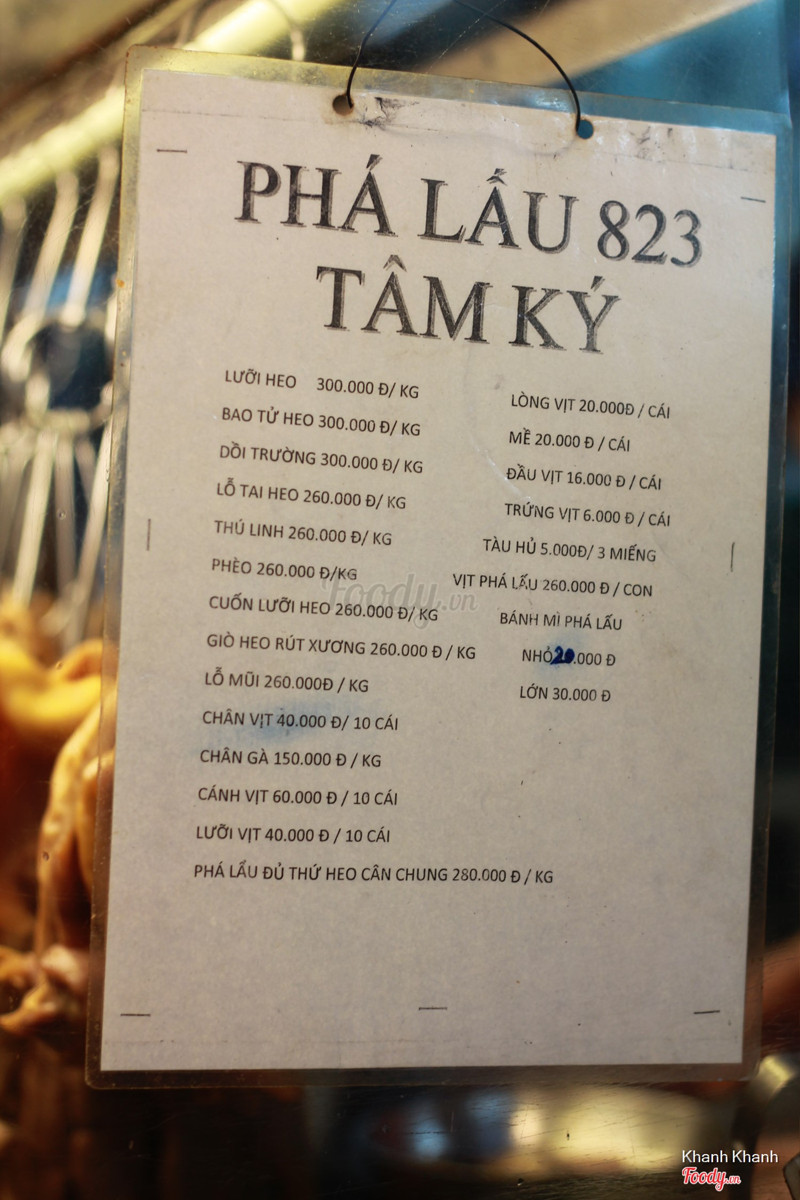 PHÁ LẤU 823
TÂM KÝ
LƯỠI HEO 300.000 Đ/ KG
BAO TỬ HEO 300.000 Đ/ KG
DỒI TRƯỜNG 300.000 Đ/ KG
LỖ TAI HEO 260.000 Đ/ KG
THÚ LINH 260.000 Đ/ KG
PHÈO 260.000 Đ/KG
CUỐN LƯỠI HEO 260.000 Đ/ KG
GIÒ HEO RÚT XƯƠNG 260.000 Đ / KG
LỖ MŨI 260.000Đ / KG
CHÂN VỊT 40.000 Đ/ 10 CÁI
CHÂN GÀ 150.000 Đ / KG
CÁNH VỊT 60.000 Đ / 10 CÁI
LƯỠI VỊT 40.000 Đ / 10 CÁI
PHÁ LẤU ĐỦ THỨ HEO CÂN CHUNG 280.000 Đ / KG
LÒNG VỊT 20.000Đ / CÁI
MỀ 20.000 Đ / CÁI
ĐẦU VỊT 16.000 Đ / CÁI
TRỨNG VỊT 6.000 Đ / CÁI
TÀU HỦ 5.000Đ/ 3 MIẾNG
VỊT PHÁ LẤU 260.000 Đ / CON
BÁNH MÌ PHÁ LẤU
NHỎ 20.000 Đ
LỚN 30.000 Đ
Foody.vn
Khanh Khanh
Foody.vn